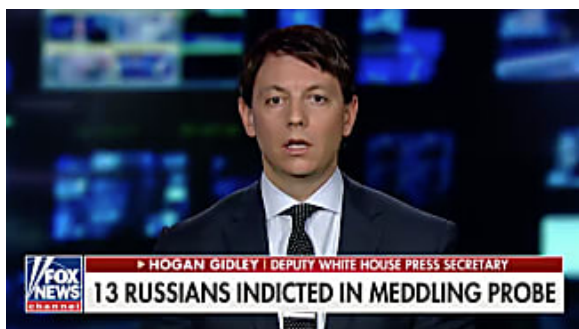 ▸ HOGAN GIDLEY | DEPUTY WHITE HOUSE PRESS SECRETARY
FOX
NEWS
channel
13 RUSSIANS INDICTED IN MEDDLING PROBE